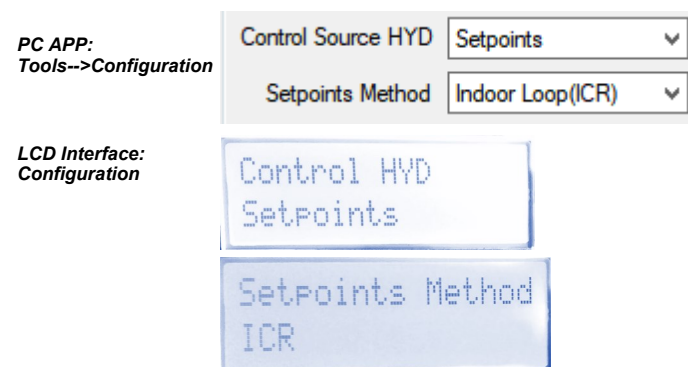 PC APP:
Tools-->Configuration
Control Source HYD Setpoints
Setpoints Method Indoor Loop(ICR)
LCD Interface:
Configuration
Control HYD
Setpoints
Setpoints Method
ICR